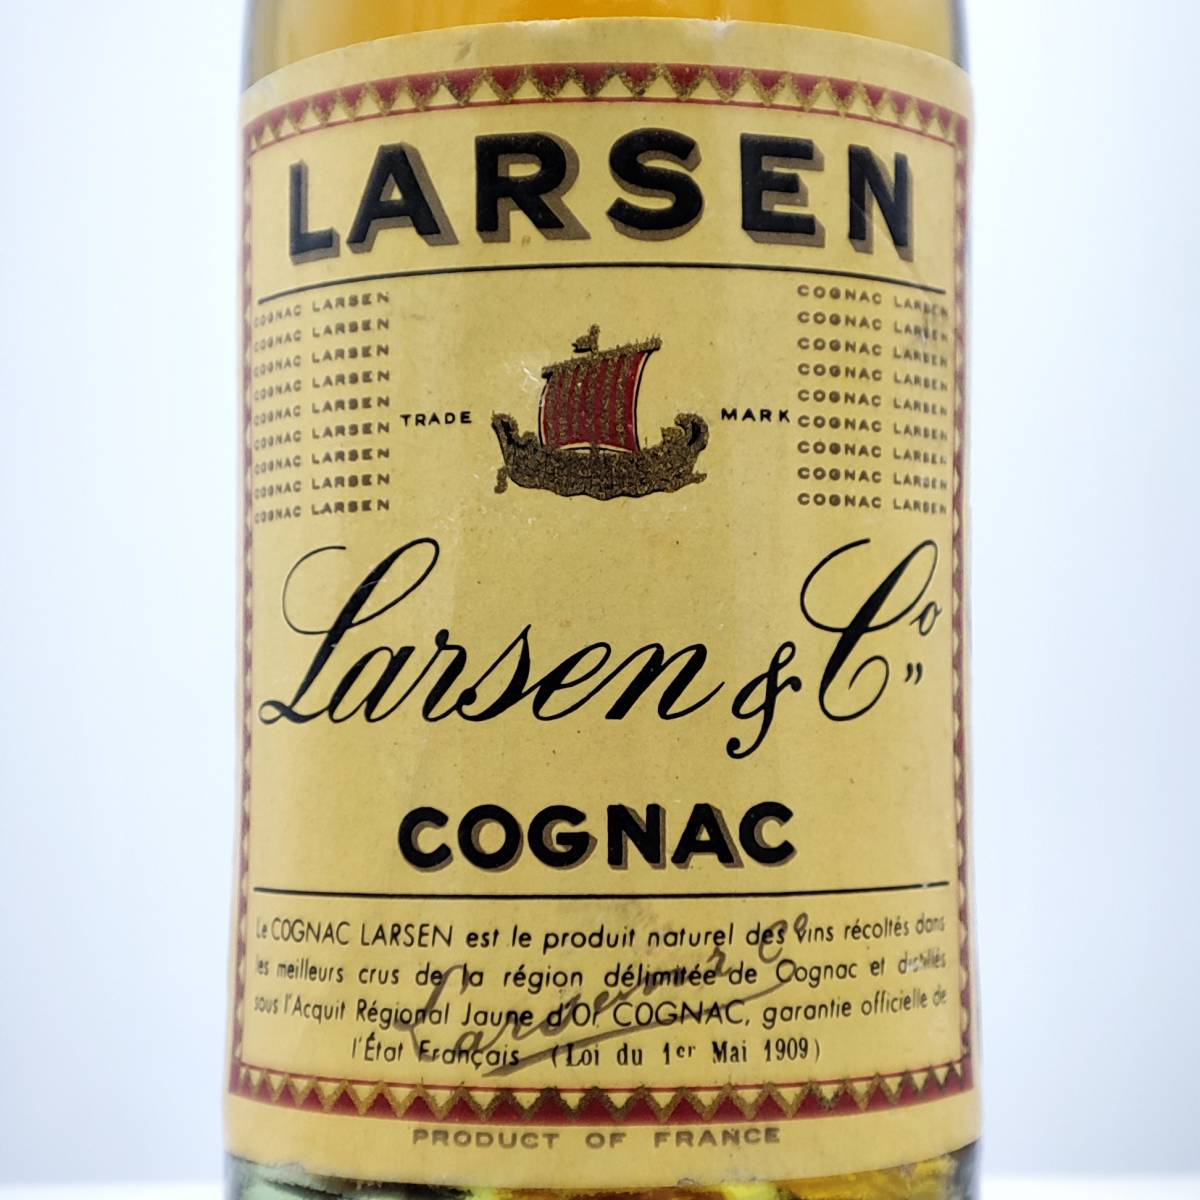 LARSEN
COGNAC LARSEN COGNAC LARSEN
COGNAC LARSEN COGNAC LARSEN
COGNAC LARSEN COGNAC LARSEN
COGNAC LARSEN COGNAC LARSEN
COGNAC LARSEN COGNAC LARSEN
TRADE MARK
COGNAC LARSEN COGNAC LARSEN
COGNAC LARSEN COGNAC LARSEN
COGNAC LARSEN COGNAC LARSEN
COGNAC LARSEN COGNAC LARSEN
Larsen & Co
COGNAC
Le COGNAC LARSEN est le produit naturel des vins récoltés dans
les meilleurs crus de la région délimitée de Cognac et distillés
sous l'Acquit Régional Jaune d'Or COGNAC, garantie officielle de
l'État Français (Loi du 1er Mai 1909)
Larsen & Co
PRODUCT OF FRANCE